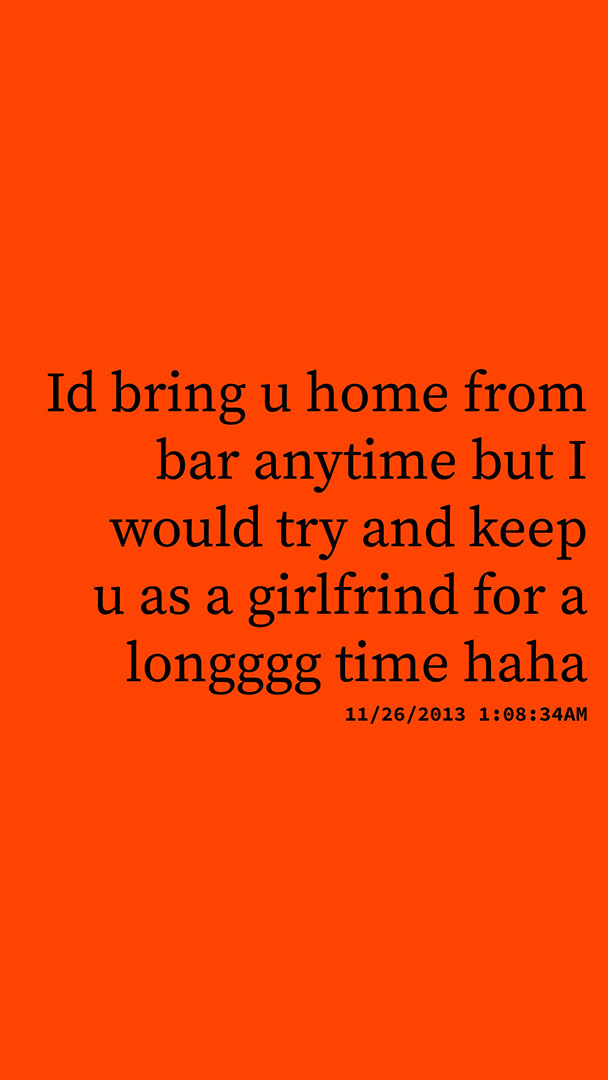 Id bring u home from
bar anytime but I
would try and keep
u as a girlfrind for a
longgggg time haha
11/26/2013 1:08:34AM